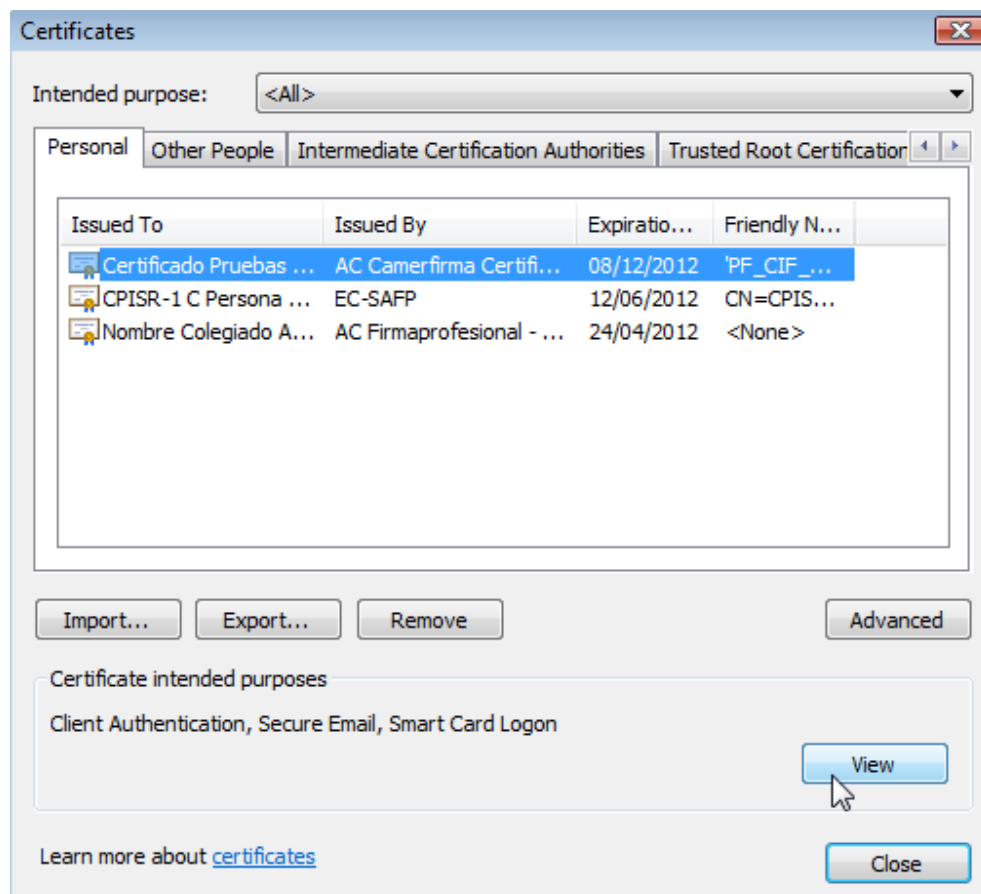 Certificates
Intended purpose: <All>
Personal Other People Intermediate Certification Authorities Trusted Root Certification
Issued To Issued By Expiratio... Friendly N...
Certificado Pruebas ... AC Camerfirma Certifi... 08/12/2012 'PF_CIF_...
CPISR-1 C Persona ... EC-SAFP 12/06/2012 CN=CPIS...
Nombre Colegiado A... AC Firmaprofesional - ... 24/04/2012 <None>
Import... Export... Remove Advanced
Certificate intended purposes
Client Authentication, Secure Email, Smart Card Logon
View
Learn more about certificates
Close